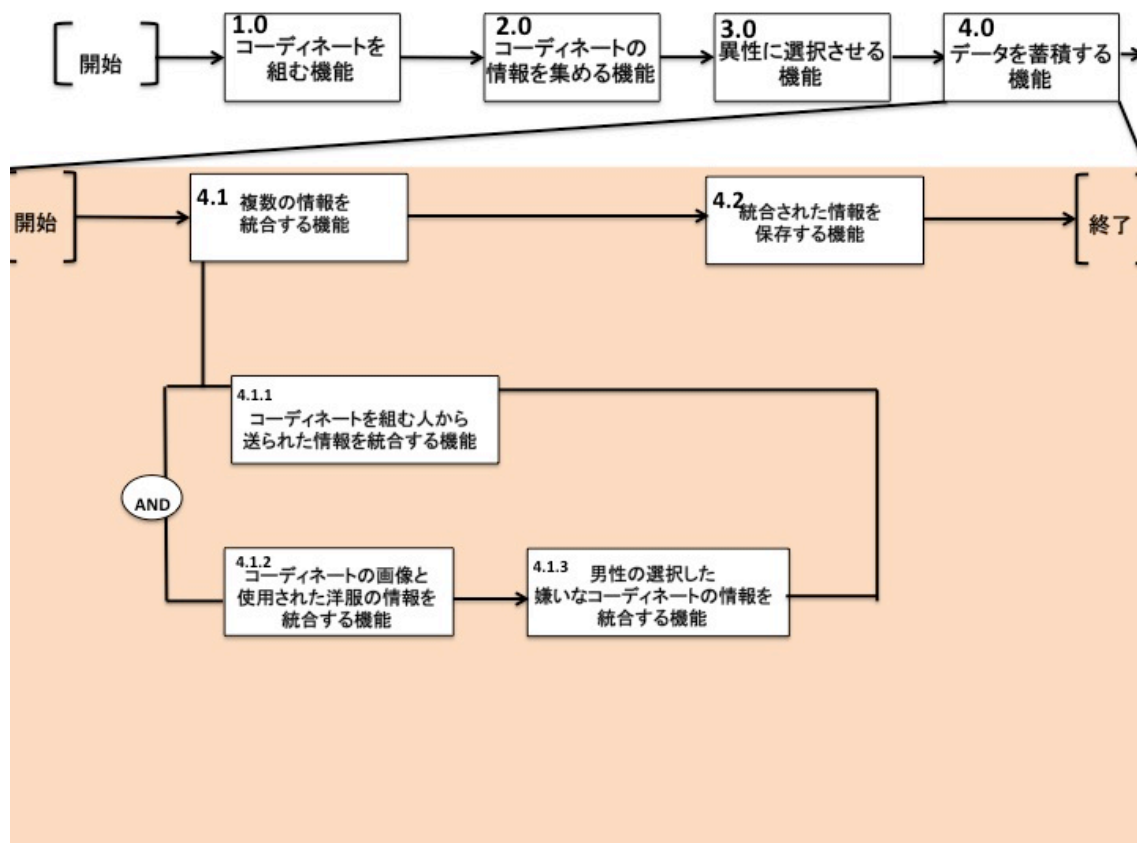 開始
1.0
コーディネートを
組む機能
2.0
コーディネートの
情報を集める機能
3.0
異性に選択させる
機能
4.0
データを蓄積する
機能
開始
4.1
複数の情報を
統合する機能
4.2
統合された情報を
保存する機能
終了
4.1.1
コーディネートを組む人から
送られた情報を統合する機能
AND
4.1.2
コーディネートの画像と
使用された洋服の情報を
統合する機能
4.1.3
男性の選択した
嫌いなコーディネートの情報を
統合する機能